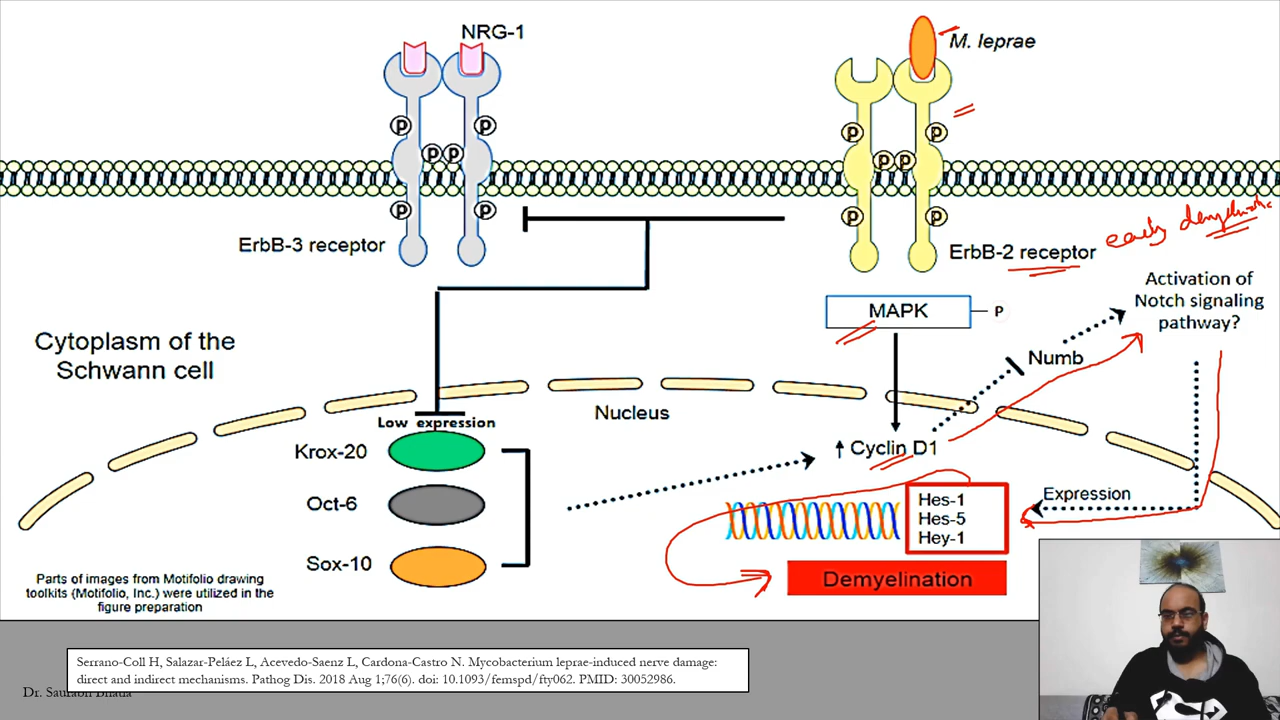 NRG-1
M. leprae
P
P
P
P
P
P
P
P
P
P
P
P
ErbB-3 receptor
ErbB-2 receptor
early
Activation of
Notch signaling
pathway?
MAPK
P
Cytoplasm of the
Schwann cell
Numb
Nucleus
Low expression
Krox-20
↑ Cyclin D1
Oct-6
Hes-1
Hes-5
Hey-1
Expression
Sox-10
Demyelination
Parts of images from Motifolio drawing
toolkits (Motifolio, Inc.) were utilized in the
figure preparation
Serrano-Coll H, Salazar-Peláez L, Acevedo-Saenz L, Cardona-Castro N. Mycobacterium leprae-induced nerve damage:
direct and indirect mechanisms. Pathog Dis. 2018 Aug 1;76(6). doi: 10.1093/femspd/fty062. PMID: 30052986.
Dr. Saurabh Bhatia